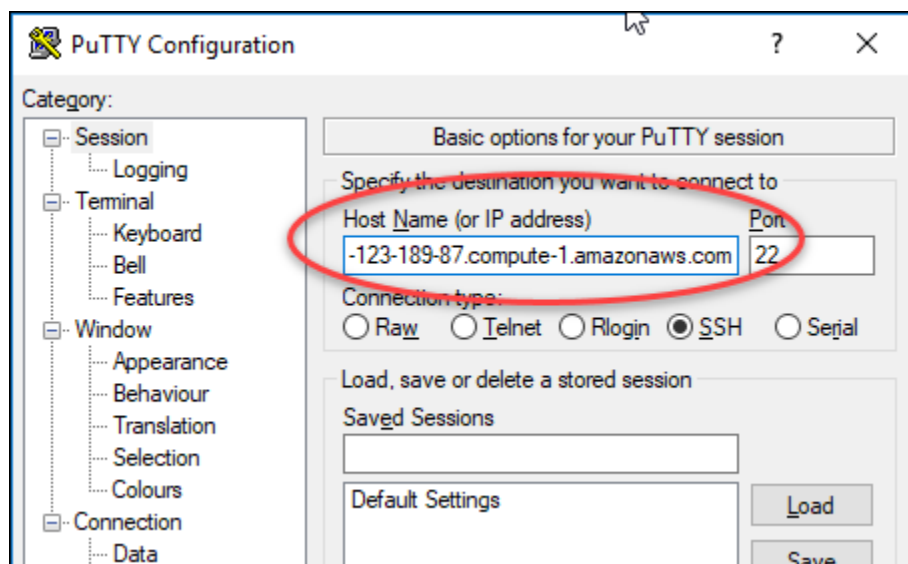 PuTTY Configuration
?
Category:
Session
Logging
Terminal
Keyboard
Bell
Features
Window
Appearance
Behaviour
Translation
Selection
Colours
Connection
Data
Basic options for your PuTTY session
Specify the destination you want to connect to
Host Name (or IP address) Port
-123-189-87.compute-1.amazonaws.com 22
Connection type:
Raw Telnet Rlogin SSH Serial
Load, save or delete a stored session
Saved Sessions
Default Settings
Load
Save